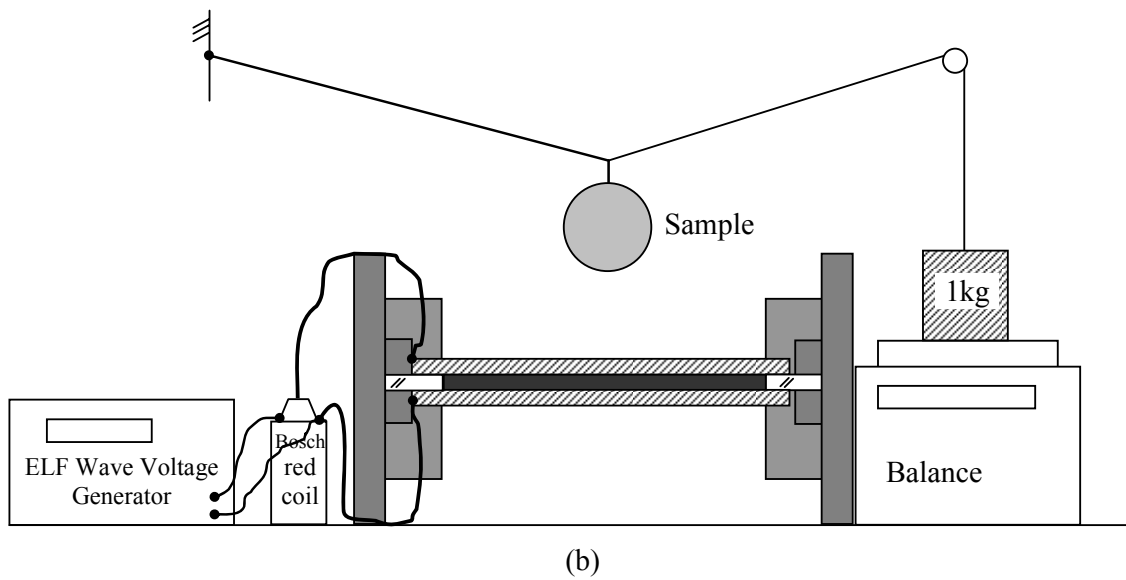 Sample
1kg
ELF Wave Voltage
Generator
Bosch
red
coil
Balance
(b)